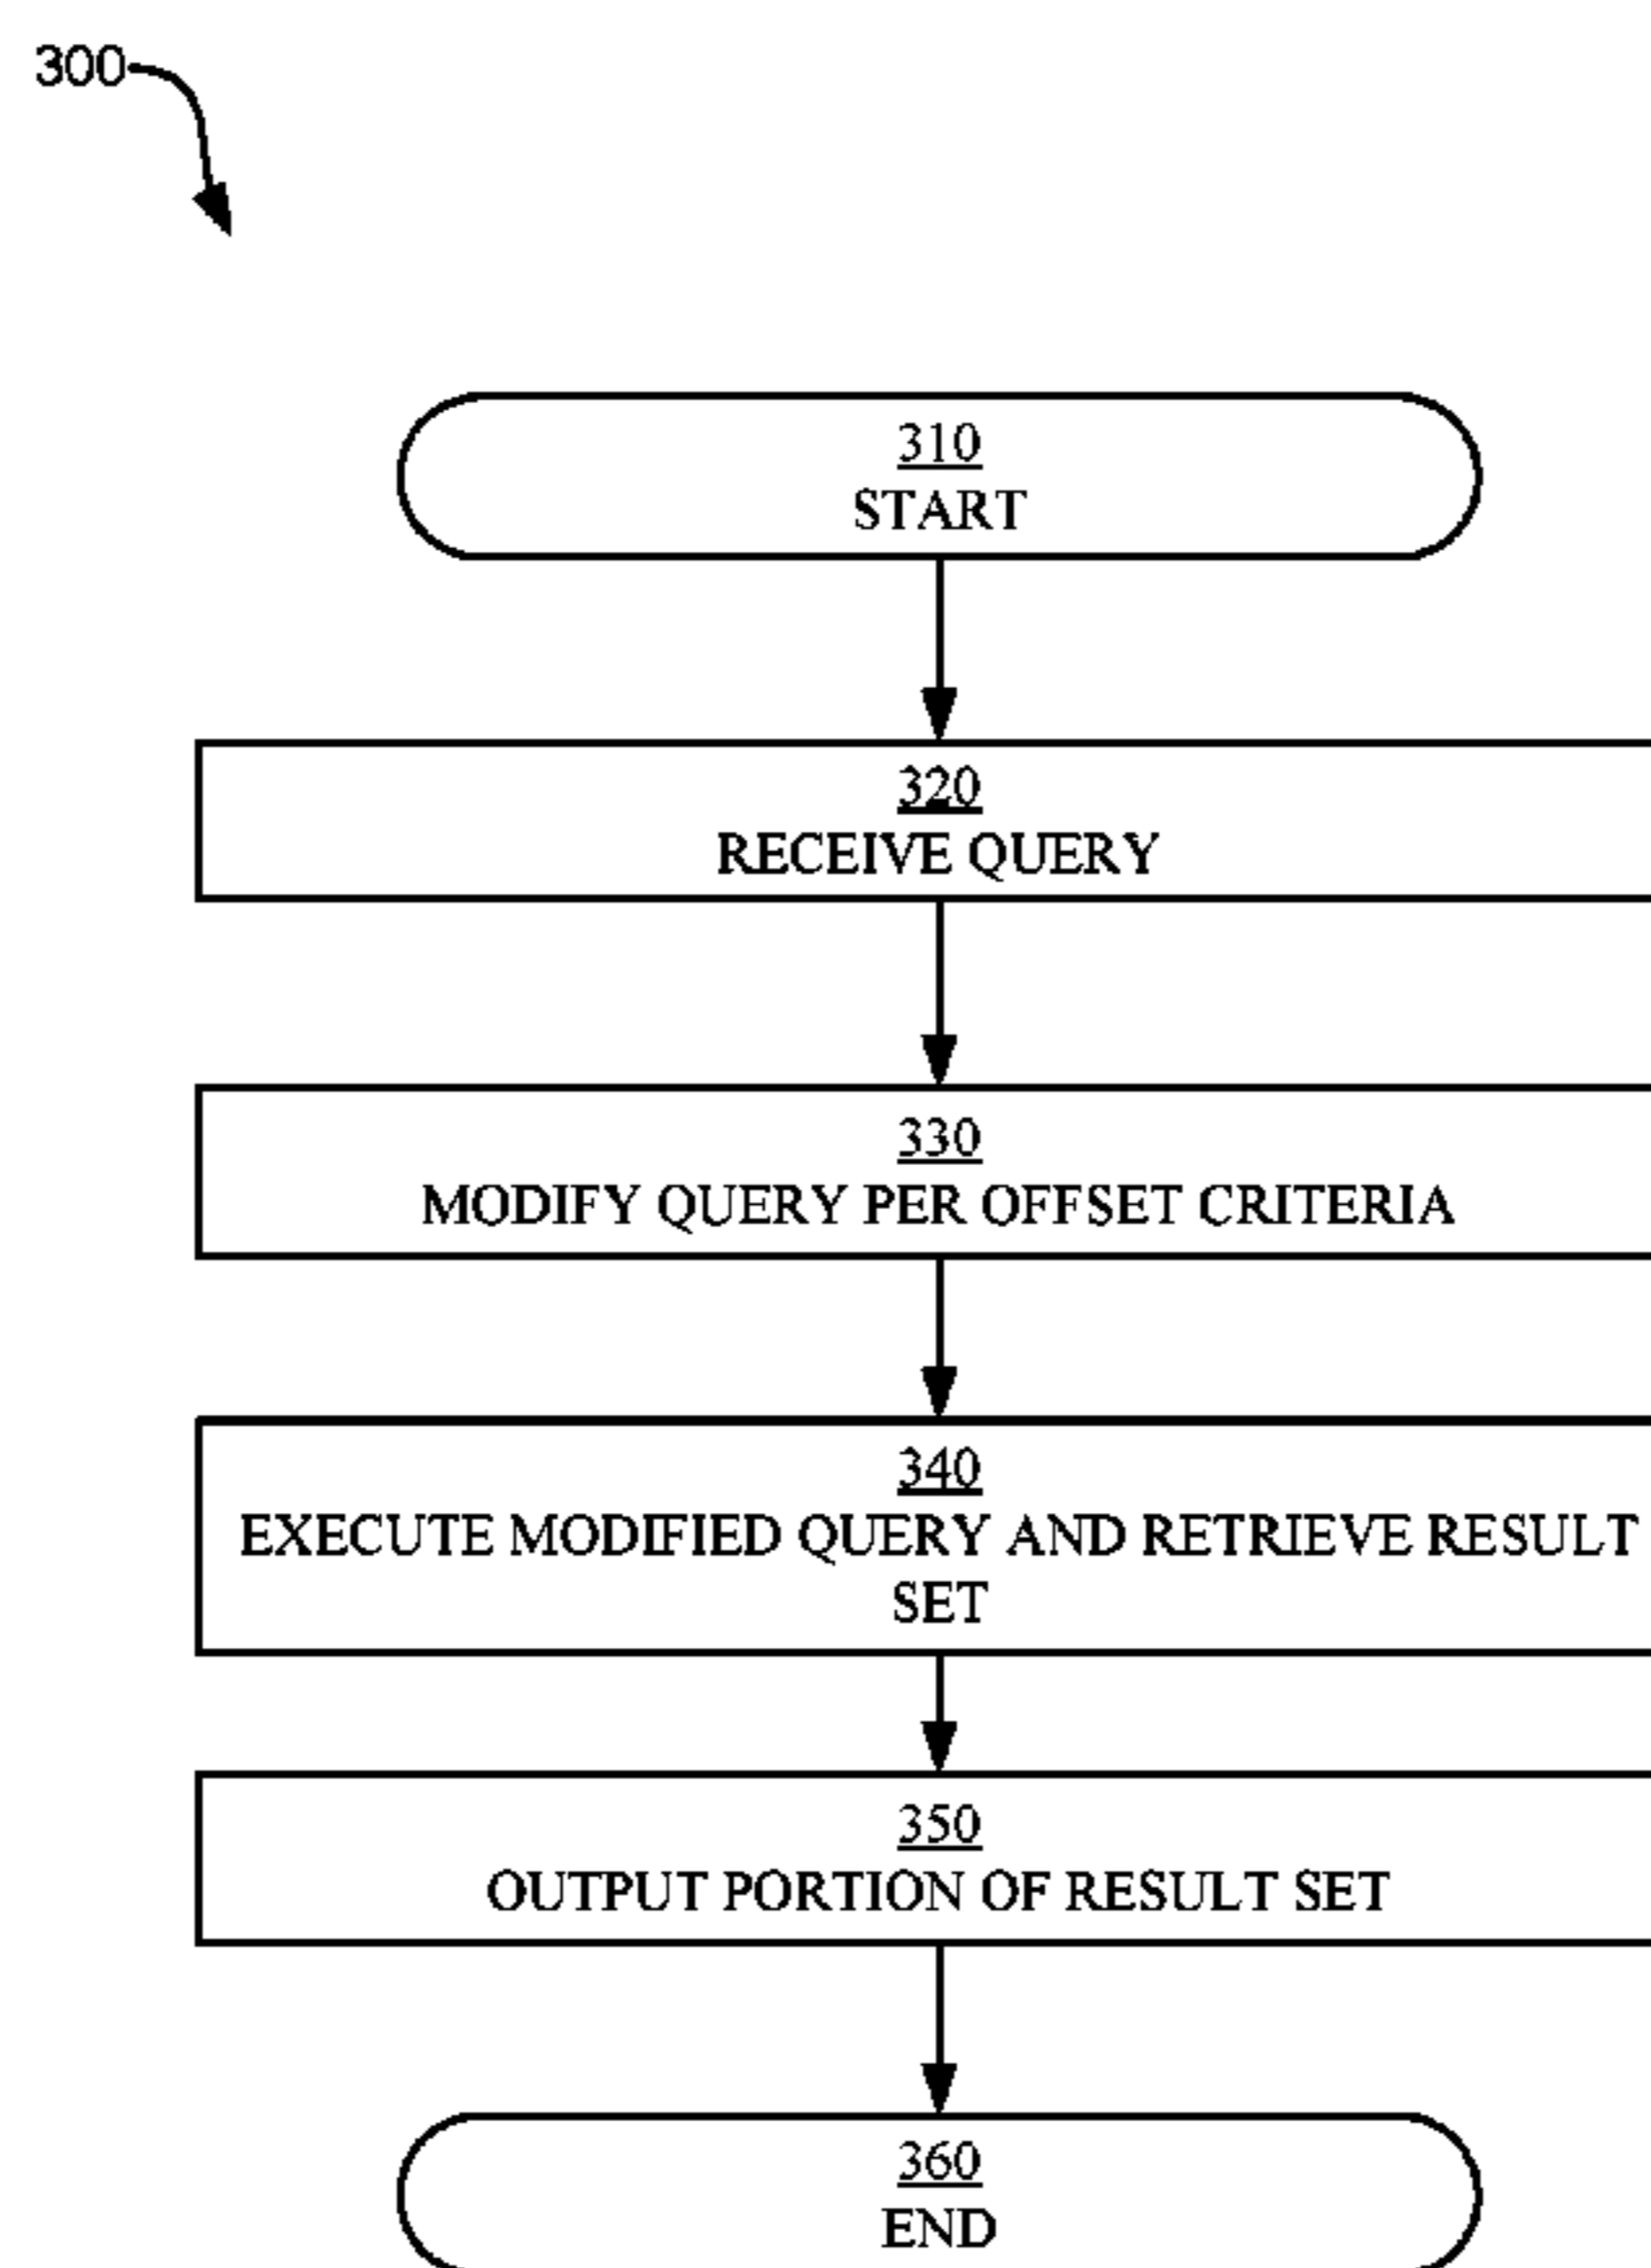 300
310
START
320
RECEIVE QUERY
330
MODIFY QUERY PER OFFSET CRITERIA
340
EXECUTE MODIFIED QUERY AND RETRIEVE RESULT
SET
350
OUTPUT PORTION OF RESULT SET
360
END